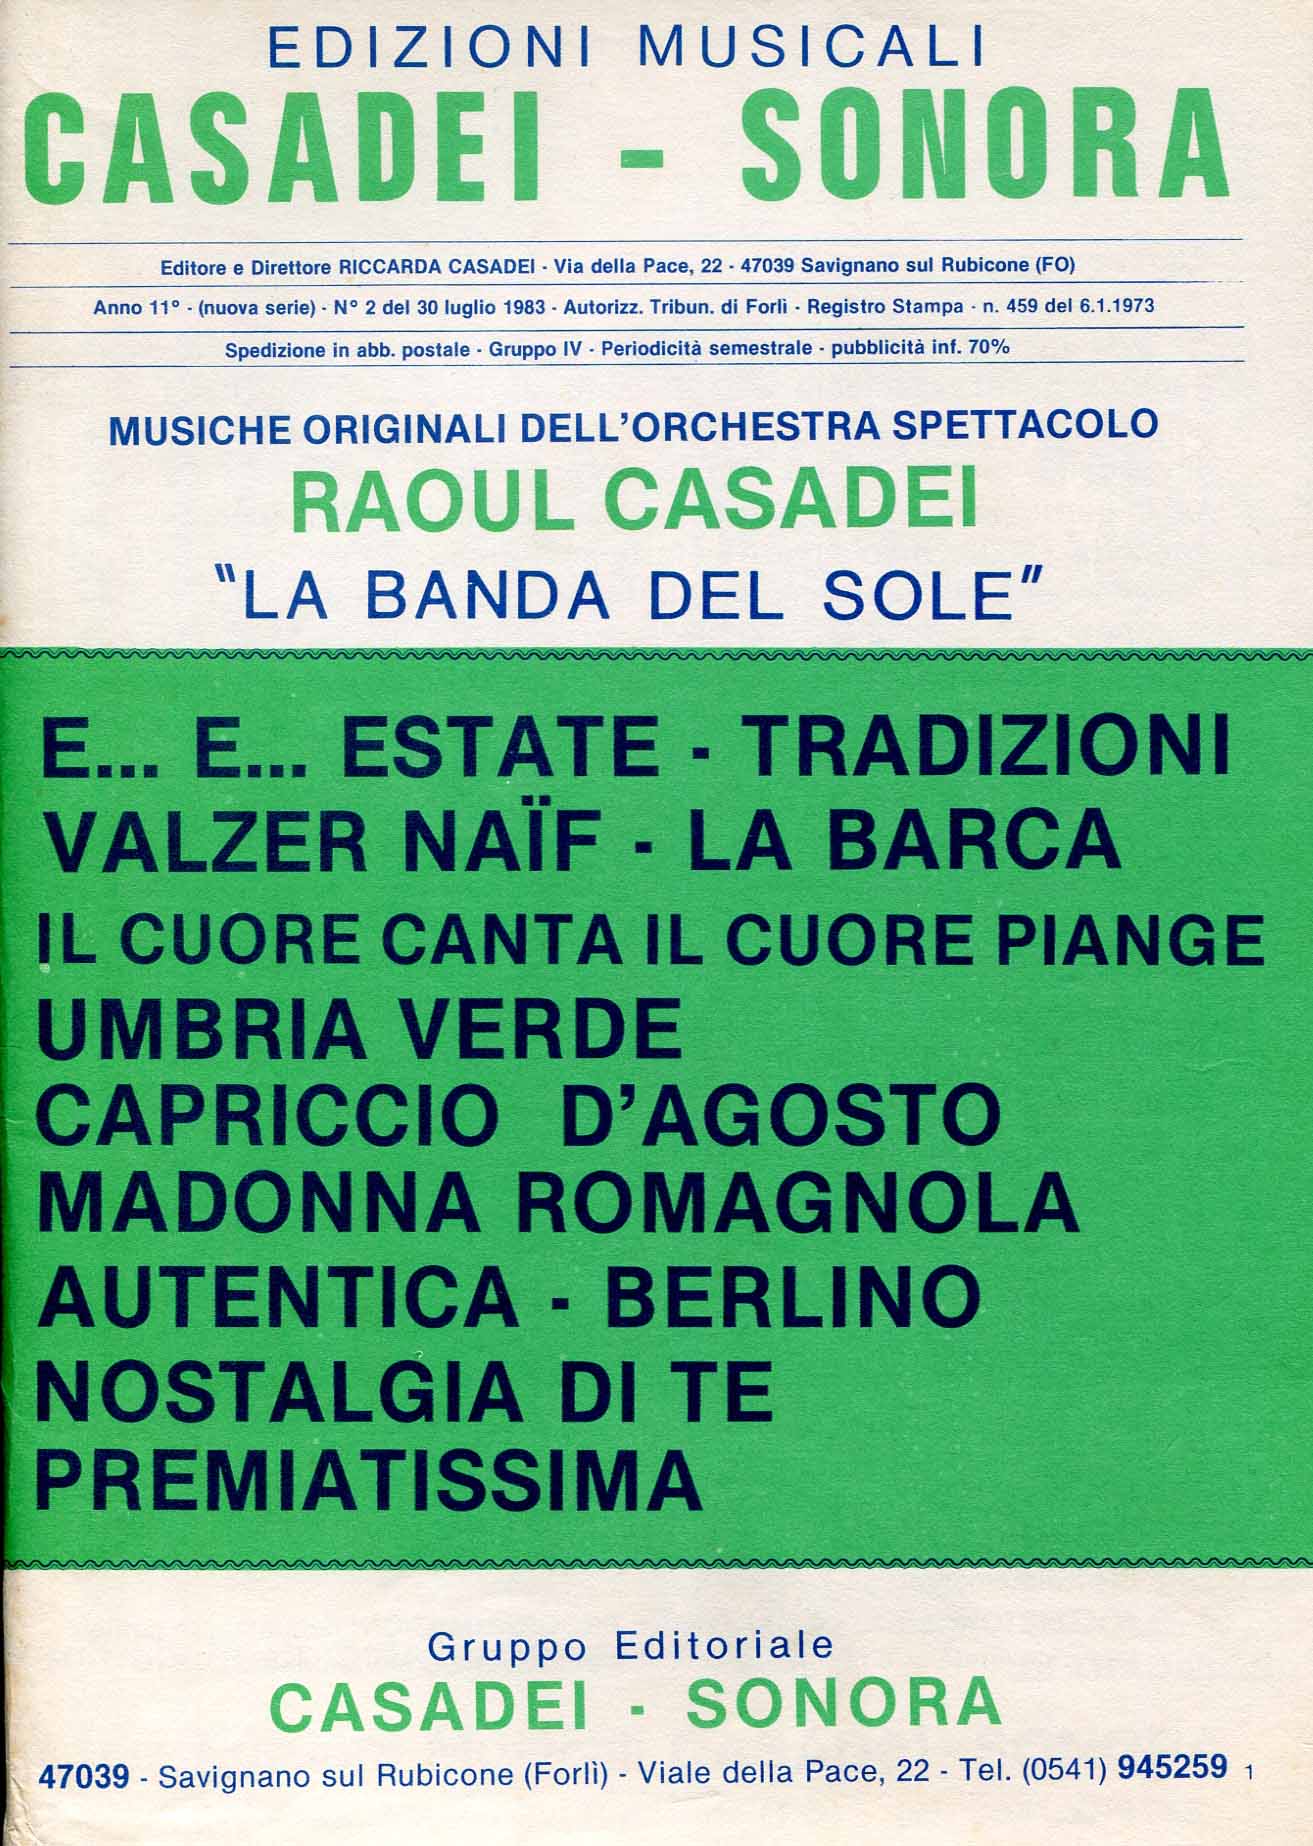 EDIZIONI MUSICALI
CASADEI - SONORA
Editore e Direttore RICCARDA CASADEI - Via della Pace, 22 - 47039 Savignano sul Rubicone (FO)
Anno 11° - (nuova serie) - N° 2 del 30 luglio 1983 - Autorizz. Tribun. di Forlì - Registro Stampa - n. 459 del 6.1.1973
Spedizione in abb. postale - Gruppo IV - Periodicità semestrale - pubblicità inf. 70%
MUSICHE ORIGINALI DELL'ORCHESTRA SPETTACOLO
RAOUL CASADEI
"LA BANDA DEL SOLE"
E... E... ESTATE - TRADIZIONI
VALZER NAÏF - LA BARCA
IL CUORE CANTA IL CUORE PIANGE
UMBRIA VERDE
CAPRICCIO D'AGOSTO
MADONNA ROMAGNOLA
AUTENTICA - BERLINO
NOSTALGIA DI TE
PREMIATISSIMA
Gruppo Editoriale
CASADEI - SONORA
47039 - Savignano sul Rubicone (Forlì) - Viale della Pace, 22 - Tel. (0541) 945259 1